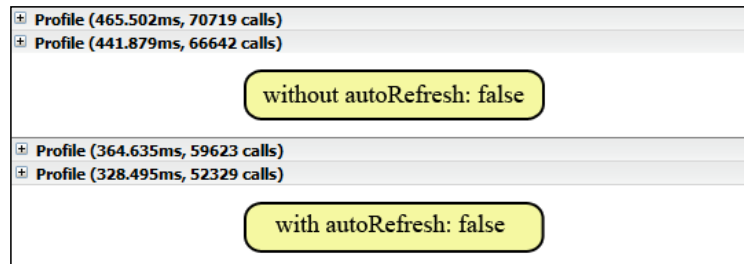 Profile (465.502ms, 70719 calls)
Profile (441.879ms, 66642 calls)
without autoRefresh: false
Profile (364.635ms, 59623 calls)
Profile (328.495ms, 52329 calls)
with autoRefresh: false